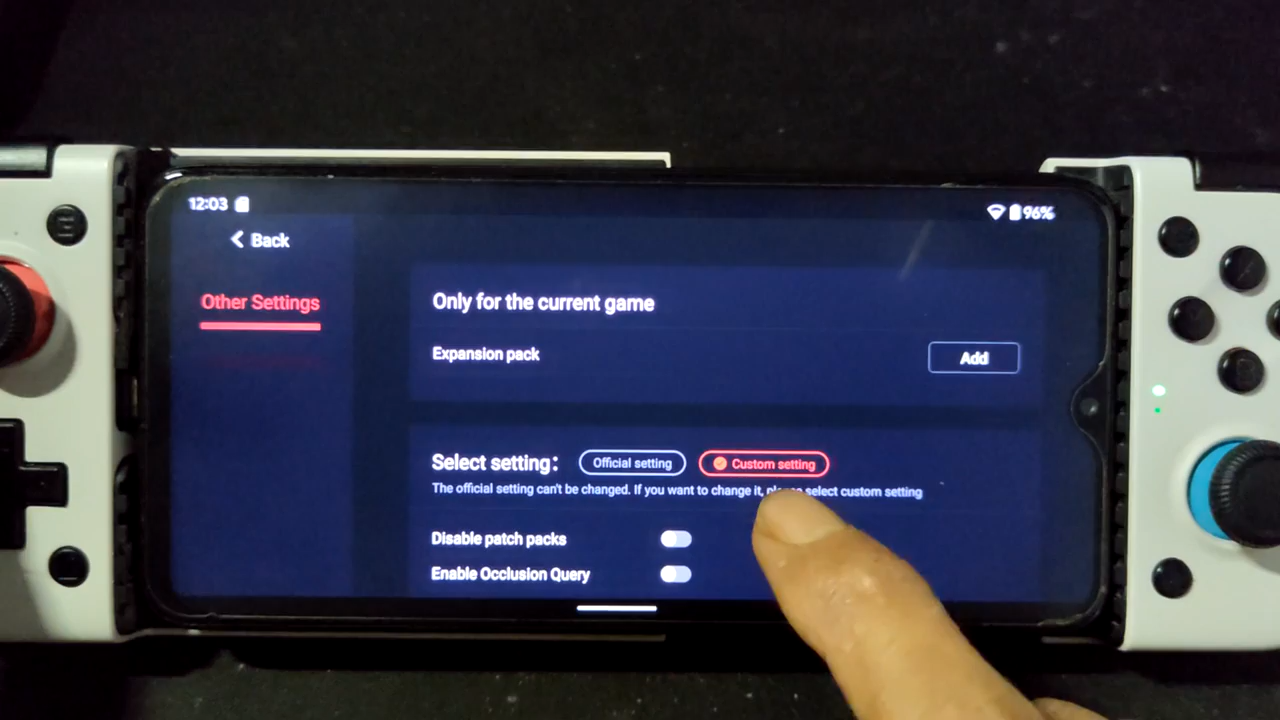 12:03
96%
Back
Other Settings
Only for the current game
Expansion pack
Add
Select setting:
Official setting
Custom setting
The official setting can't be changed. If you want to change it, please select custom setting
Disable patch packs
Enable Occlusion Query